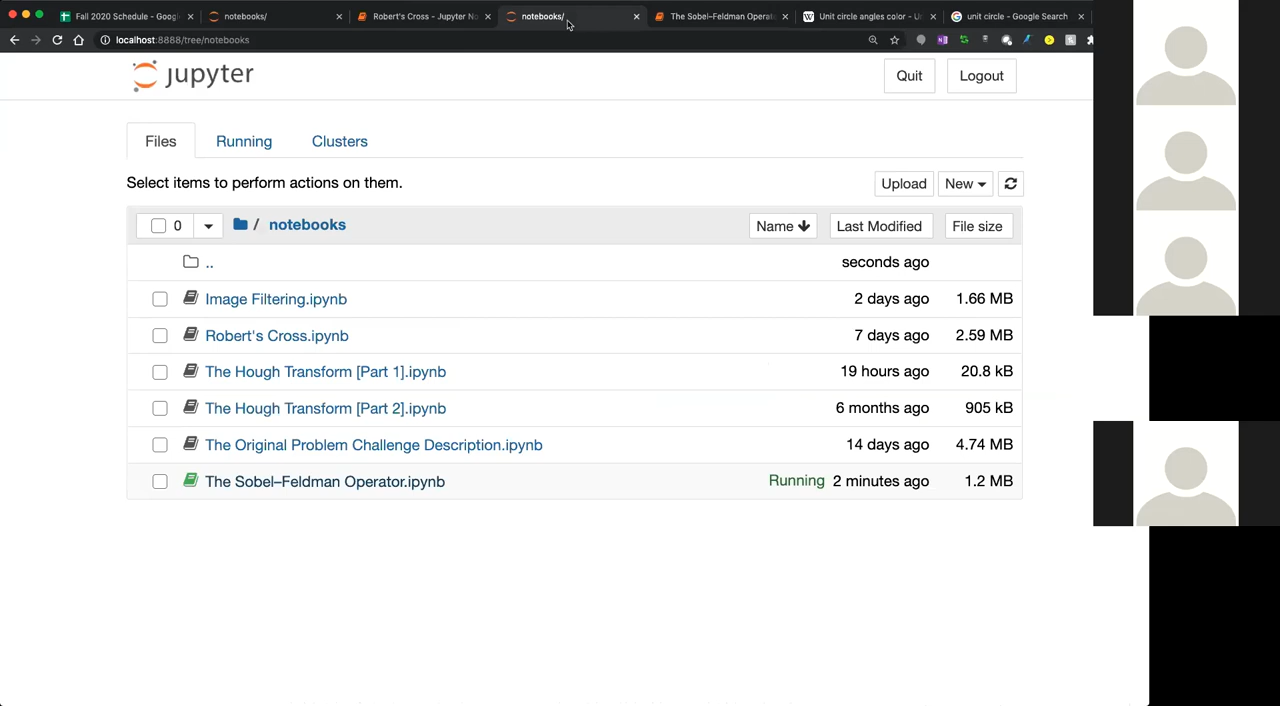 Fall 2020 Schedule - Googl
notebooks/
Robert's Cross - Jupyter No
notebooks/
The Sobel–Feldman Operat
Unit circle angles color - U
unit circle - Google Search
localhost:8888/tree/notebooks
jupyter
Quit
Logout
Files
Running
Clusters
Select items to perform actions on them.
Upload
New
0
/ notebooks
Name
Last Modified
File size
..
seconds ago
Image Filtering.ipynb
2 days ago
1.66 MB
Robert's Cross.ipynb
7 days ago
2.59 MB
The Hough Transform [Part 1].ipynb
19 hours ago
20.8 kB
The Hough Transform [Part 2].ipynb
6 months ago
905 kB
The Original Problem Challenge Description.ipynb
14 days ago
4.74 MB
The Sobel–Feldman Operator.ipynb
Running
2 minutes ago
1.2 MB